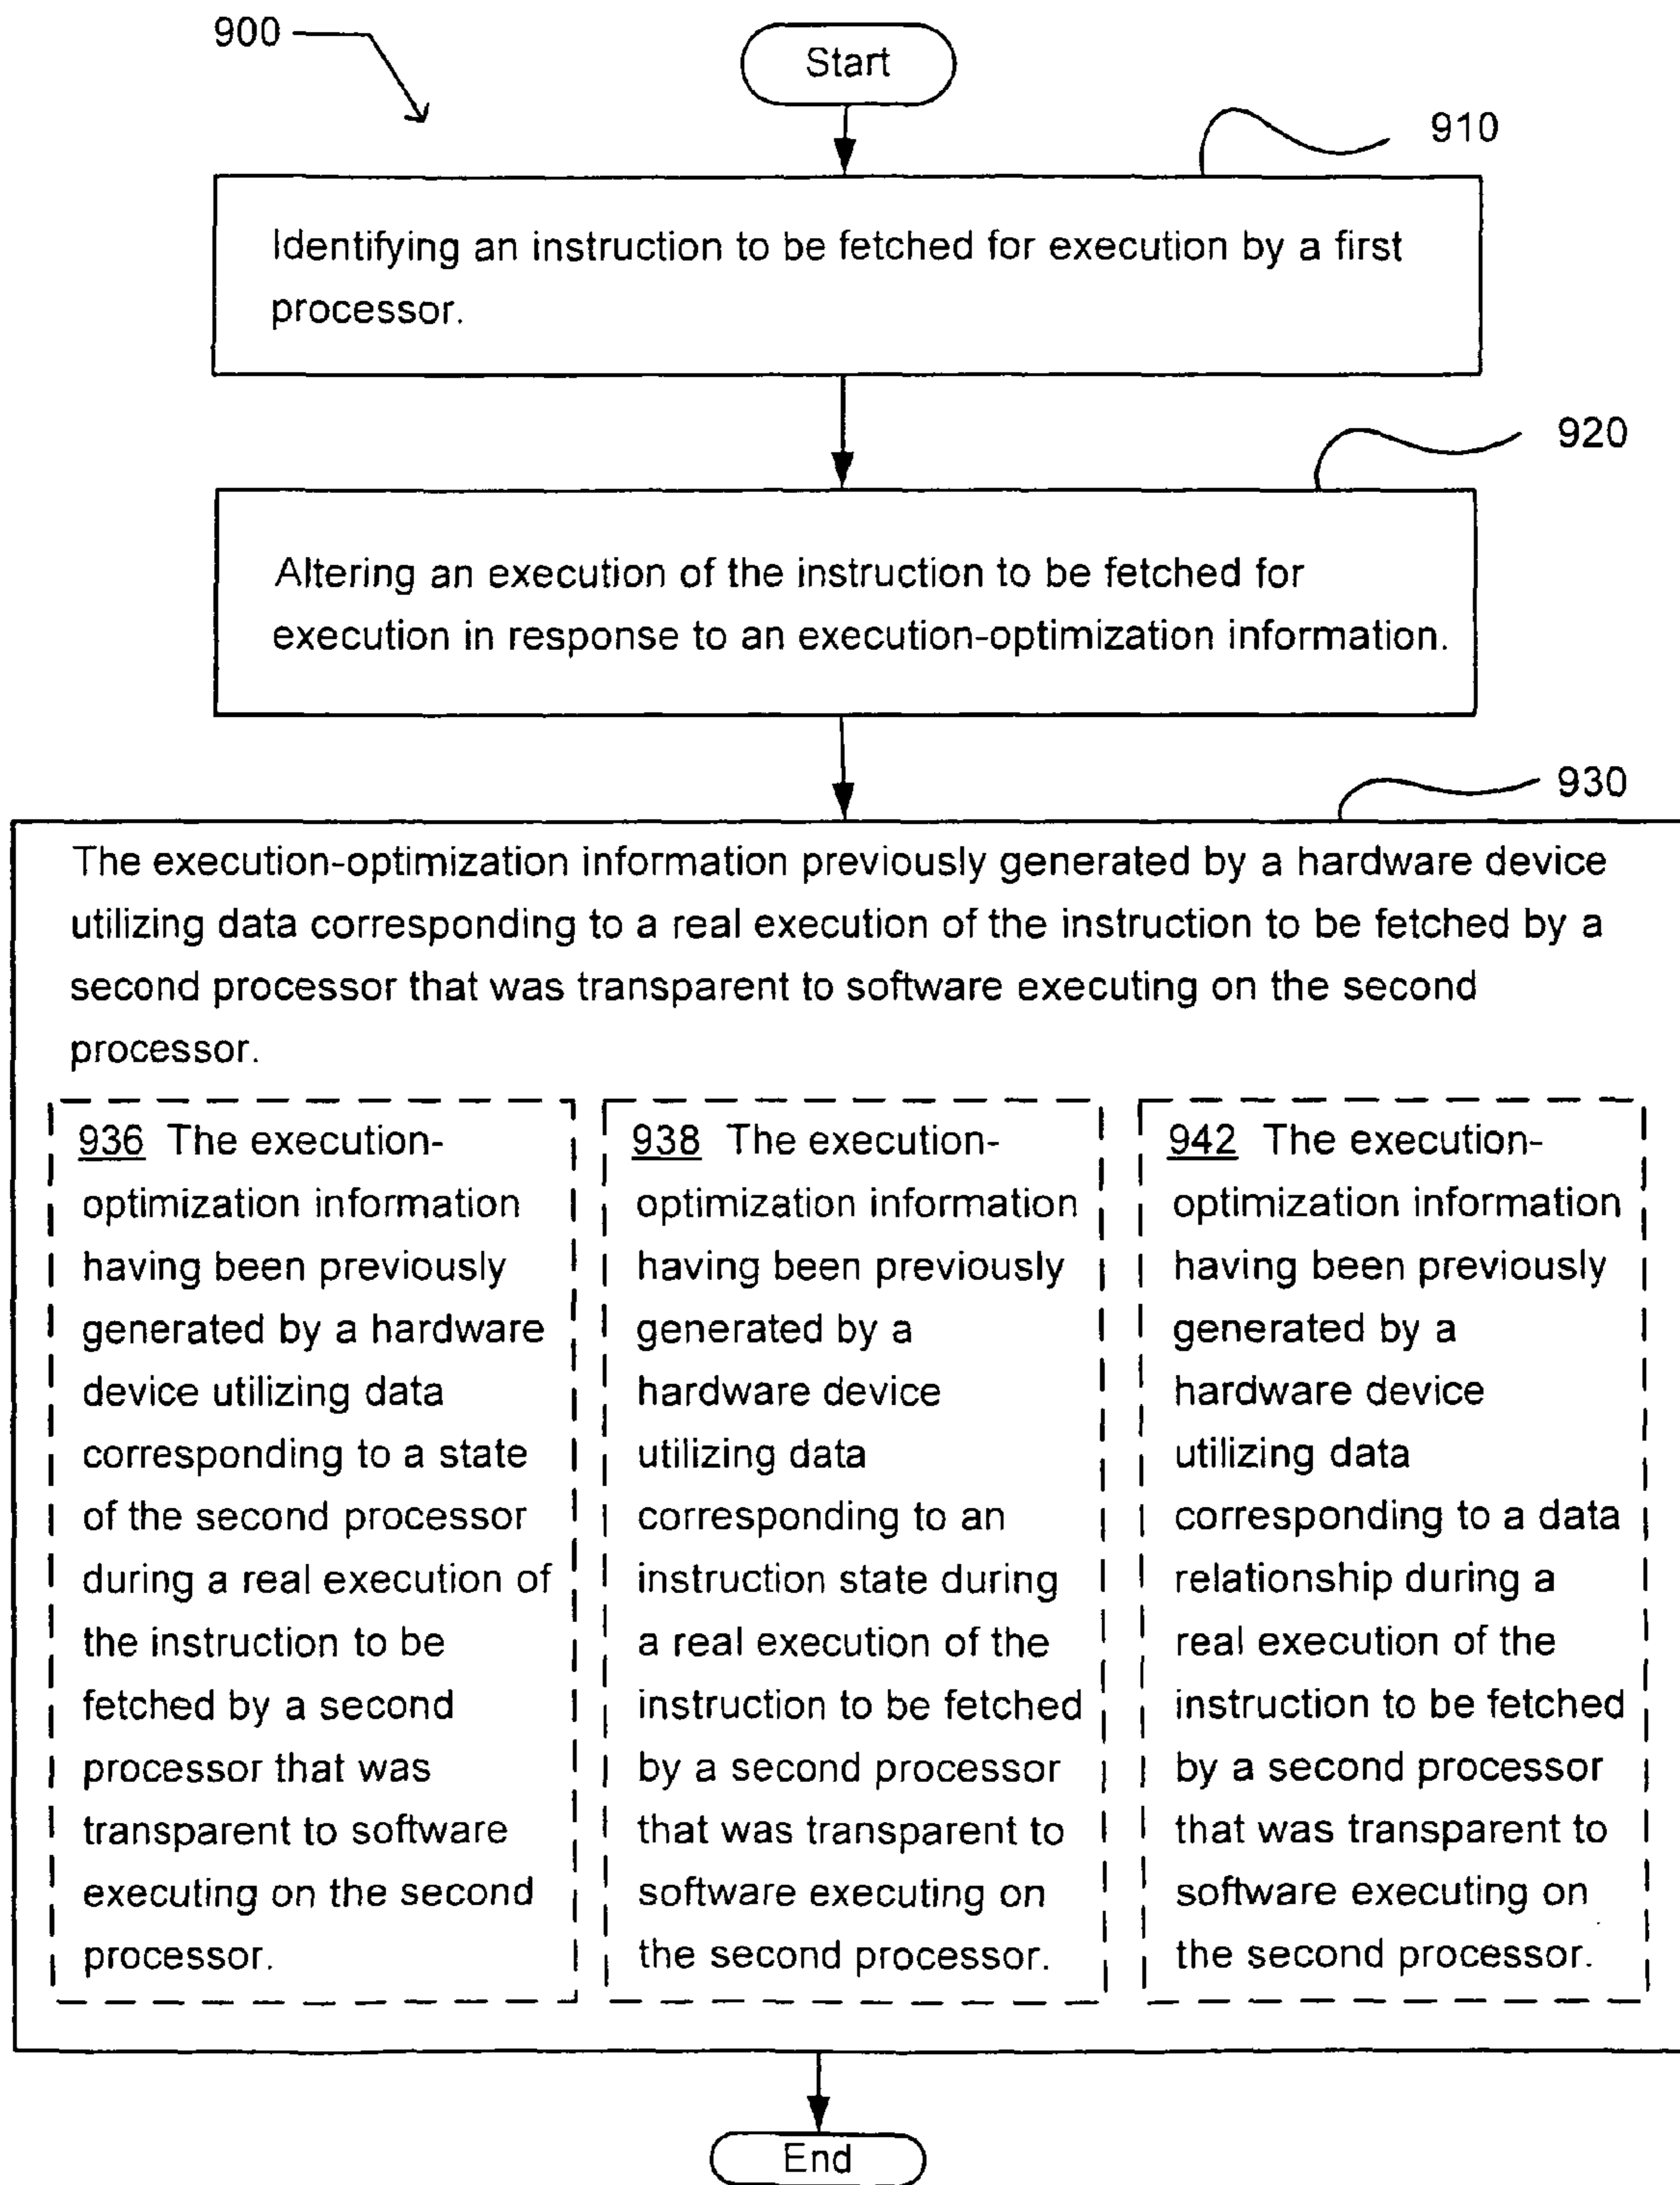 900
Start
910
Identifying an instruction to be fetched for execution by a first
processor.
920
Altering an execution of the instruction to be fetched for
execution in response to an execution-optimization information.
930
The execution-optimization information previously generated by a hardware device
utilizing data corresponding to a real execution of the instruction to be fetched by a
second processor that was transparent to software executing on the second
processor.
936 The execution-
optimization information
having been previously
generated by a hardware
device utilizing data
corresponding to a state
of the second processor
during a real execution of
the instruction to be
fetched by a second
processor that was
transparent to software
executing on the second
processor.
938 The execution-
optimization information
having been previously
generated by a
hardware device
utilizing data
corresponding to an
instruction state during
a real execution of the
instruction to be fetched
by a second processor
that was transparent to
software executing on
the second processor.
942 The execution-
optimization information
having been previously
generated by a
hardware device
utilizing data
corresponding to a data
relationship during a
real execution of the
instruction to be fetched
by a second processor
that was transparent to
software executing on
the second processor.
End